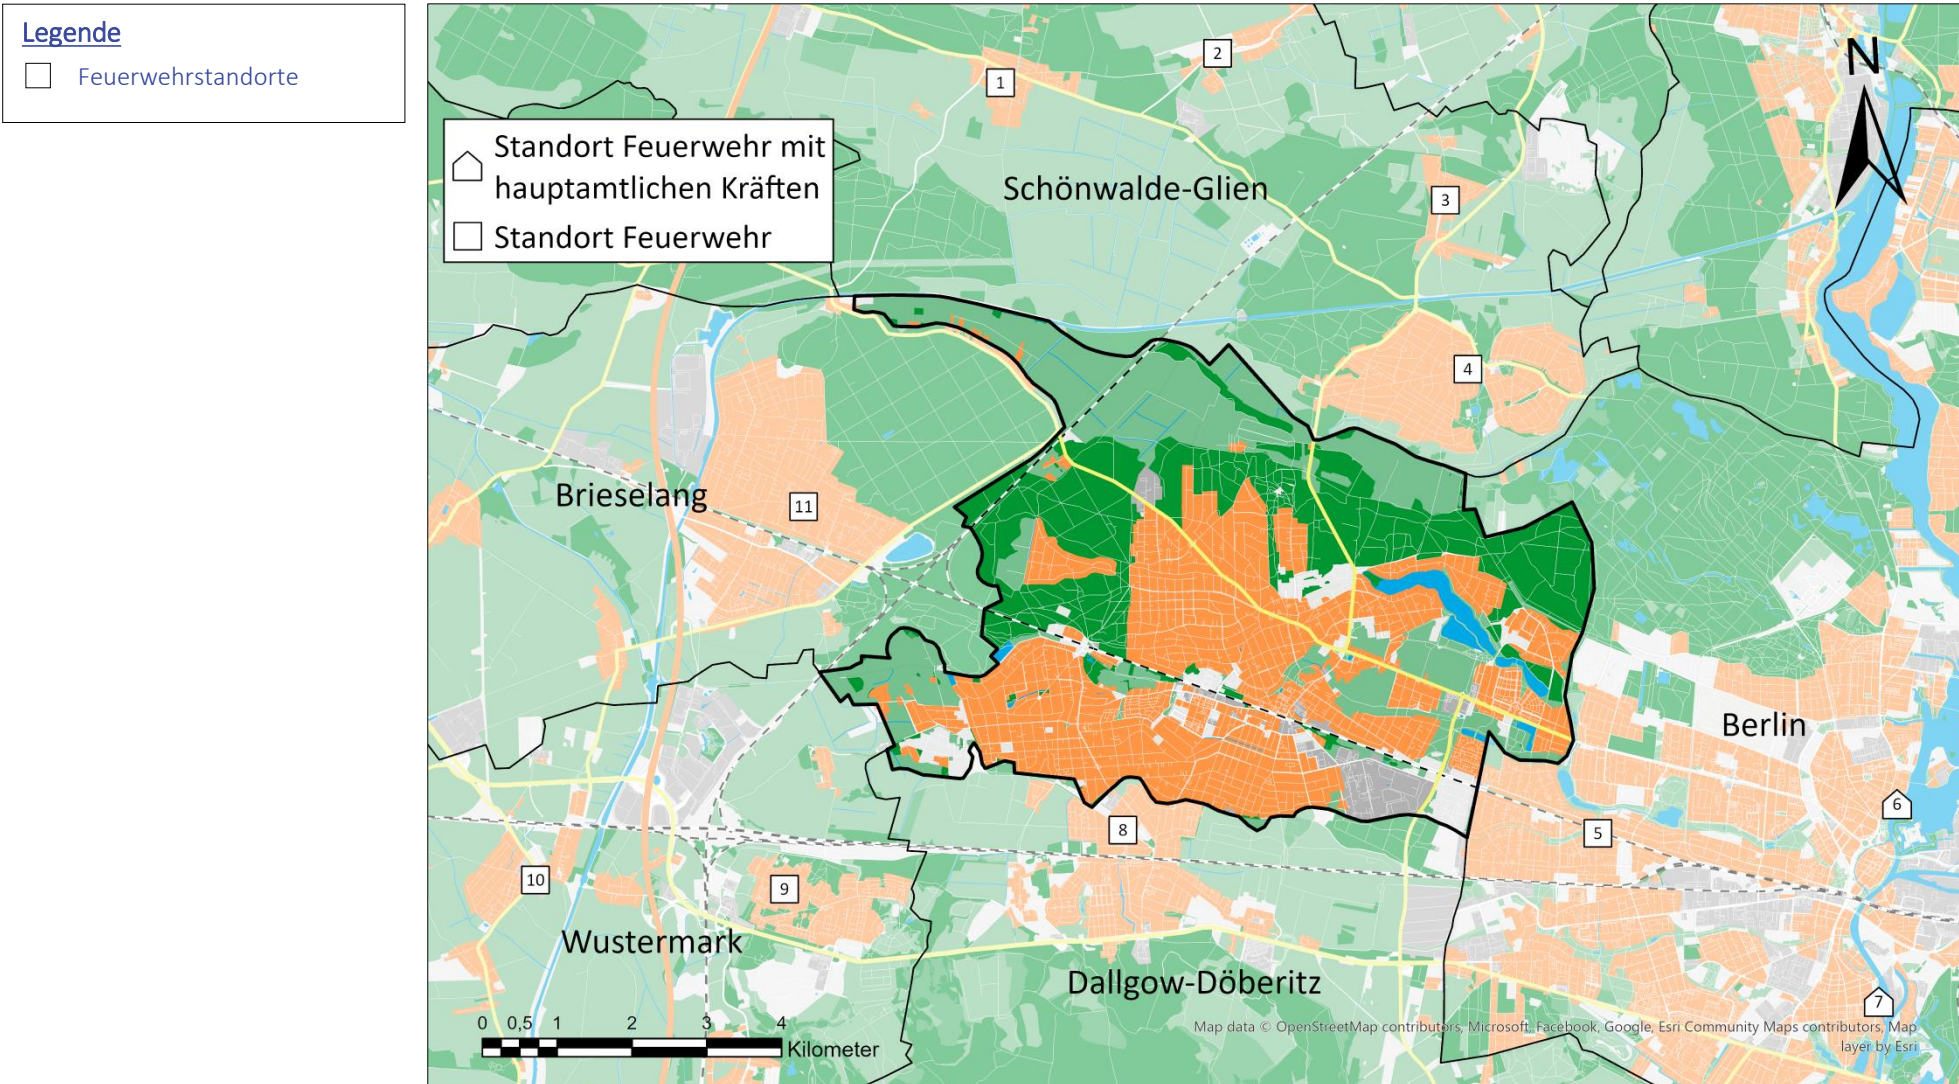 Legende
Feuerwehrstandorte
Standort Feuerwehr mit
hauptamtlichen Kräften
Standort Feuerwehr
N
1
2
3
4
5
6
7
8
9
10
11
Schönwalde-Glien
Brieselang
Berlin
Wustermark
Dallgow-Döberitz
0 0,5 1 2 3 4
Kilometer
Map data © OpenStreetMap contributors, Microsoft, Facebook, Google, Esri Community Maps contributors, Map
layer by Esri